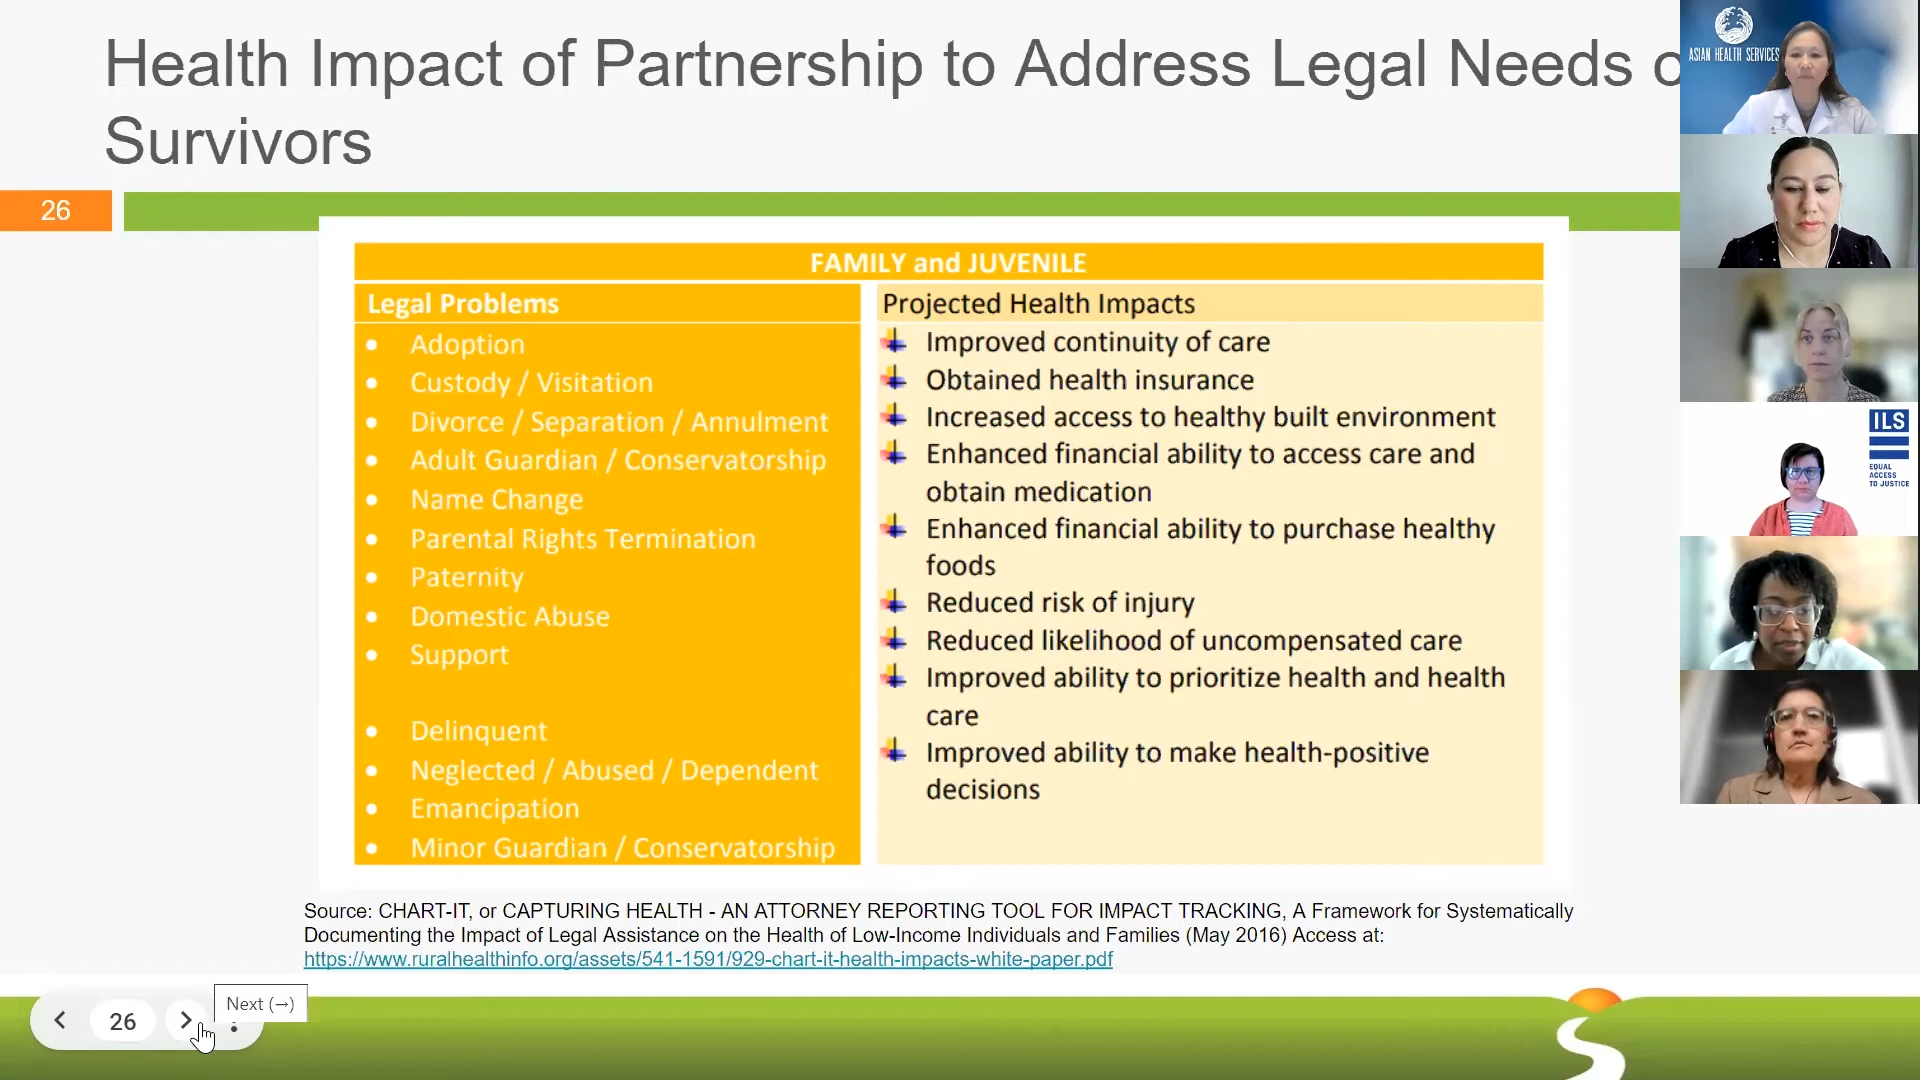 Health Impact of Partnership to Address Legal Needs o
Survivors
26
FAMILY and JUVENILE
Legal Problems
• Adoption
• Custody / Visitation
• Divorce / Separation / Annulment
• Adult Guardian / Conservatorship
• Name Change
• Parental Rights Termination
• Paternity
• Domestic Abuse
• Support
• Delinquent
• Neglected / Abused / Dependent
• Emancipation
• Minor Guardian / Conservatorship
Projected Health Impacts
Improved continuity of care
Obtained health insurance
Increased access to healthy built environment
Enhanced financial ability to access care and
obtain medication
Enhanced financial ability to purchase healthy
foods
Reduced risk of injury
Reduced likelihood of uncompensated care
Improved ability to prioritize health and health
care
Improved ability to make health-positive
decisions
Source: CHART-IT, or CAPTURING HEALTH - AN ATTORNEY REPORTING TOOL FOR IMPACT TRACKING, A Framework for Systematically
Documenting the Impact of Legal Assistance on the Health of Low-Income Individuals and Families (May 2016) Access at:
https://www.ruralhealthinfo.org/assets/541-1591/929-chart-it-health-impacts-white-paper.pdf
Next (→)
26
ASIAN HEALTH SERVICES
ILS
EQUAL
ACCESS
TO JUSTICE